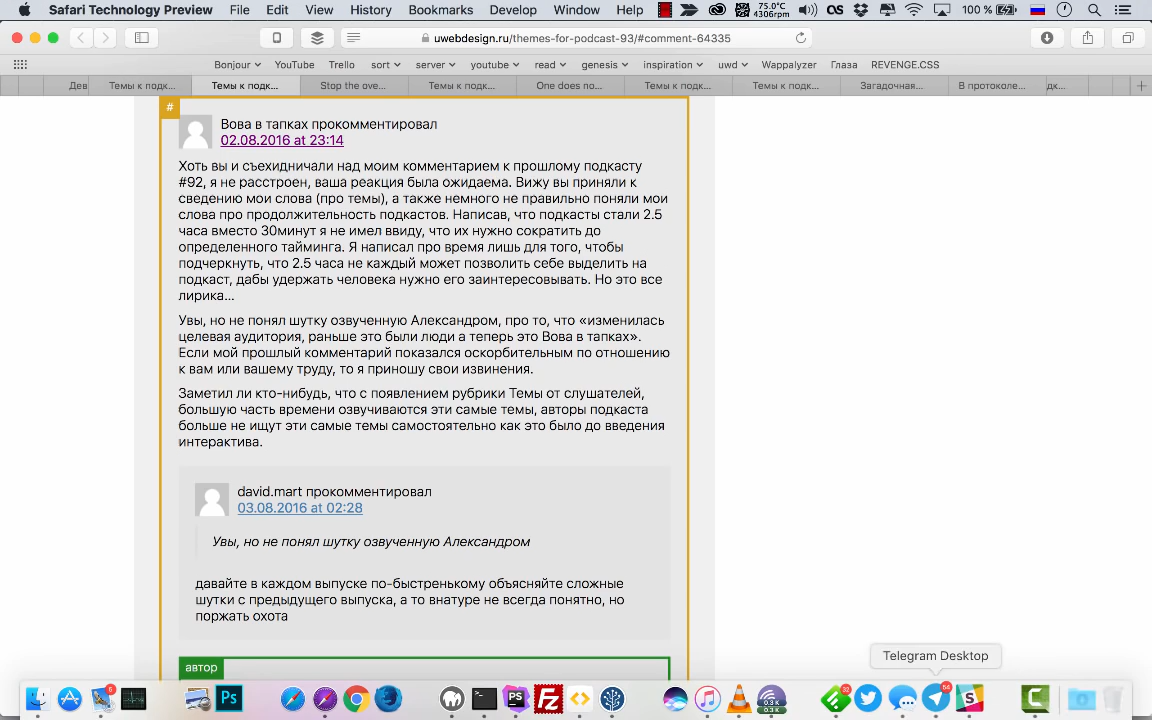 Safari Technology Preview File Edit View History Bookmarks Develop Window Help 75.0°C 4306rpm 100 %
uwebdesign.ru/themes-for-podcast-93/#comment-64335
Bonjour YouTube Trello sort server youtube read genesis inspiration uwd Wappalyzer Глаза REVENGE.CSS
Дев Темы к подк... Темы к подк... Stop the ove... Темы к подк... One does no... Темы к подк... Темы к подк... Загадочная... В протоколе... дк...
#
Вова в тапках прокомментировал
02.08.2016 at 23:14
Хоть вы и съехидничали над моим комментарием к прошлому подкасту
#92, я не расстроен, ваша реакция была ожидаема. Вижу вы приняли к
сведению мои слова (про темы), а также немного не правильно поняли мои
слова про продолжительность подкастов. Написав, что подкасты стали 2.5
часа вместо 30минут я не имел ввиду, что их нужно сократить до
определенного тайминга. Я написал про время лишь для того, чтобы
подчеркнуть, что 2.5 часа не каждый может позволить себе выделить на
подкаст, дабы удержать человека нужно его заинтересовывать. Но это все
лирика...
Увы, но не понял шутку озвученную Александром, про то, что «изменилась
целевая аудитория, раньше это были люди а теперь это Вова в тапках».
Если мой прошлый комментарий показался оскорбительным по отношению
к вам или вашему труду, то я приношу свои извинения.
Заметил ли кто-нибудь, что с появлением рубрики Темы от слушателей,
большую часть времени озвучиваются эти самые темы, авторы подкаста
больше не ищут эти самые темы самостоятельно как это было до введения
интерактива.
david.mart прокомментировал
03.08.2016 at 02:28
Увы, но не понял шутку озвученную Александром
давайте в каждом выпуске по-быстренькому объясняйте сложные
шутки с предыдущего выпуска, а то внатуре не всегда понятно, но
поржать охота
автор
Telegram Desktop